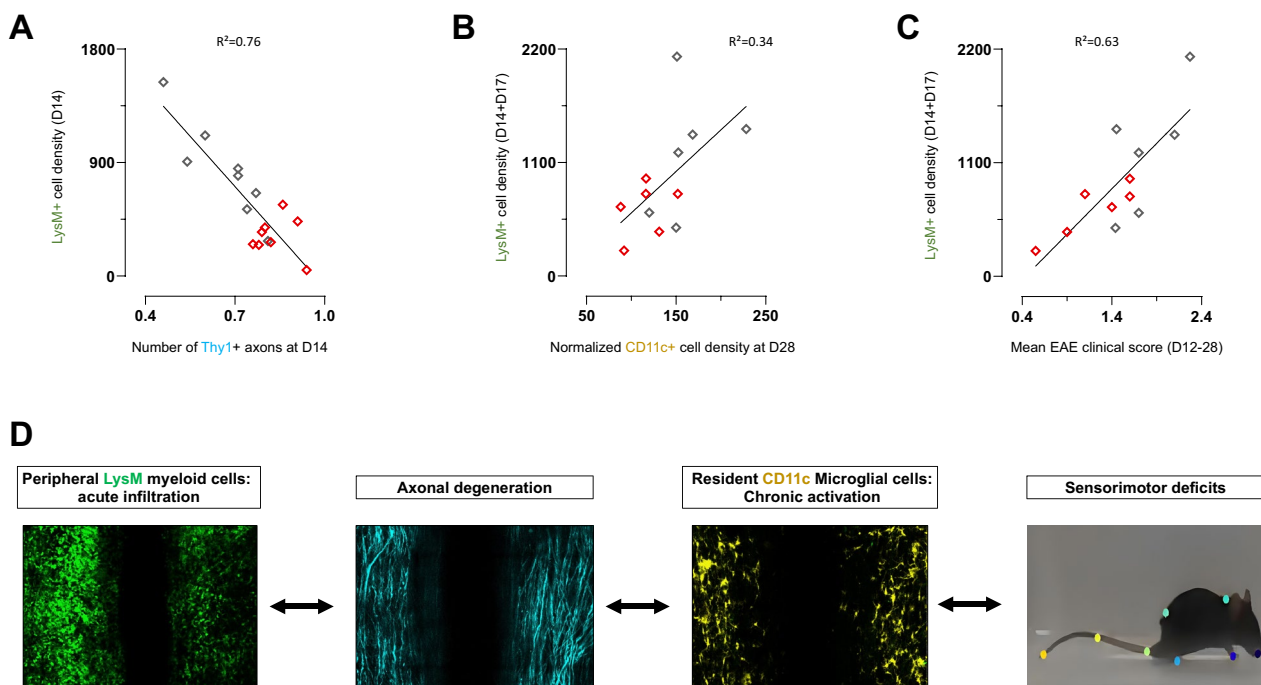 A
R²=0.76
1800
900
0
LysM+ cell density (D14)
0.4
0.7
1.0
Number of Thy1+ axons at D14
B
R²=0.34
2200
1100
0
LysM+ cell density (D14+D17)
50
150
250
Normalized CD11c+ cell density at D28
C
R²=0.63
2200
1100
0
LysM+ cell density (D14+D17)
0.4
1.4
2.4
Mean EAE clinical score (D12-28)
D
Peripheral LysM myeloid cells:
acute infiltration
Axonal degeneration
Resident CD11c Microglial cells:
Chronic activation
Sensorimotor deficits